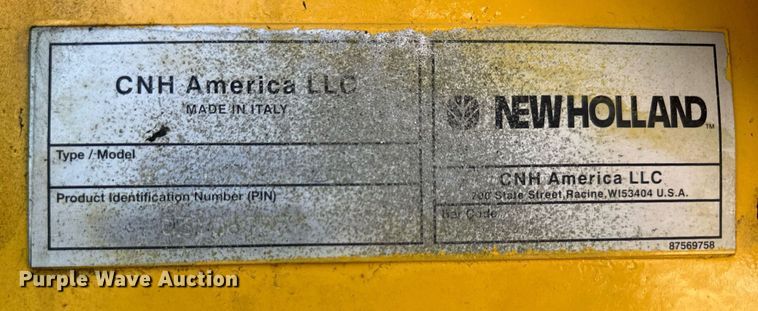 CNH America LLC
MADE IN ITALY
Type / Model
Product Identification Number (PIN)
NEW HOLLAND™
CNH America LLC
700 State Street,Racine,WI53404 U.S.A.
Bar Code
87569758
Purple Wave Auction